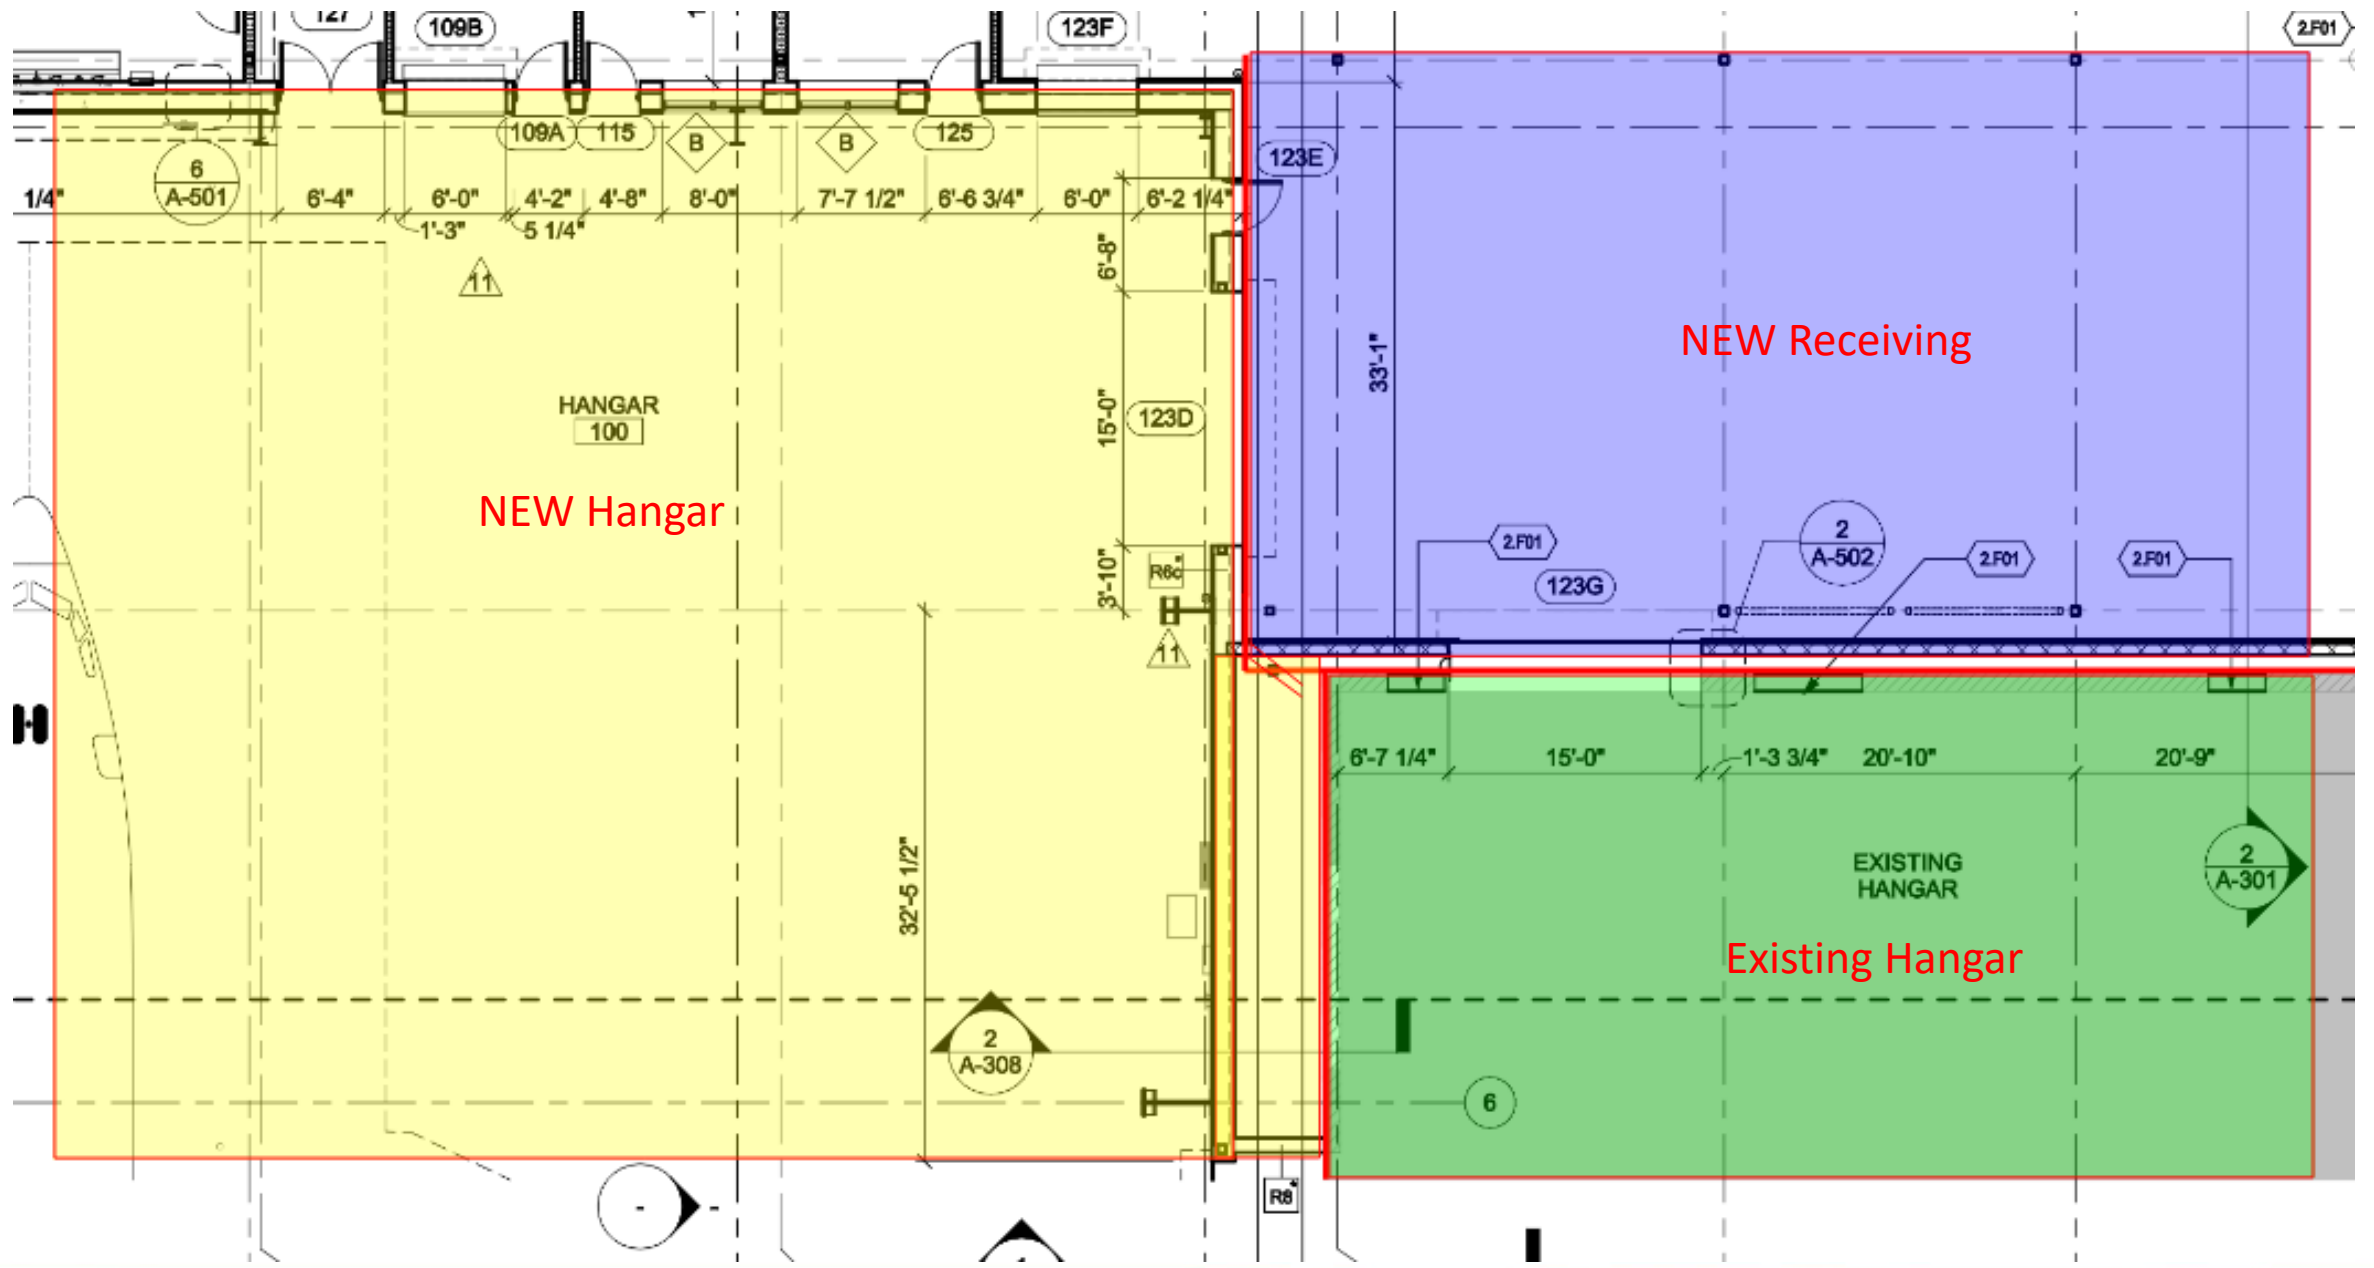 127
109B
123F
2.F01
109A
115
B
B
125
123E
6
A-501
1/4"
6'-4"
6'-0"
4'-2"
4'-8"
8'-0"
7'-7 1/2"
6'-6 3/4"
6'-0"
6'-2 1/4"
1'-3"
5 1/4"
6'-8"
11
33'-1"
NEW Receiving
HANGAR
100
15'-0"
123D
NEW Hangar
2.F01
2
A-502
2.F01
2.F01
R6c
3'-10"
123G
11
6'-7 1/4"
15'-0"
1'-3 3/4"
20'-10"
20'-9"
32'-5 1/2"
EXISTING
HANGAR
2
A-301
Existing Hangar
2
A-308
6
R8